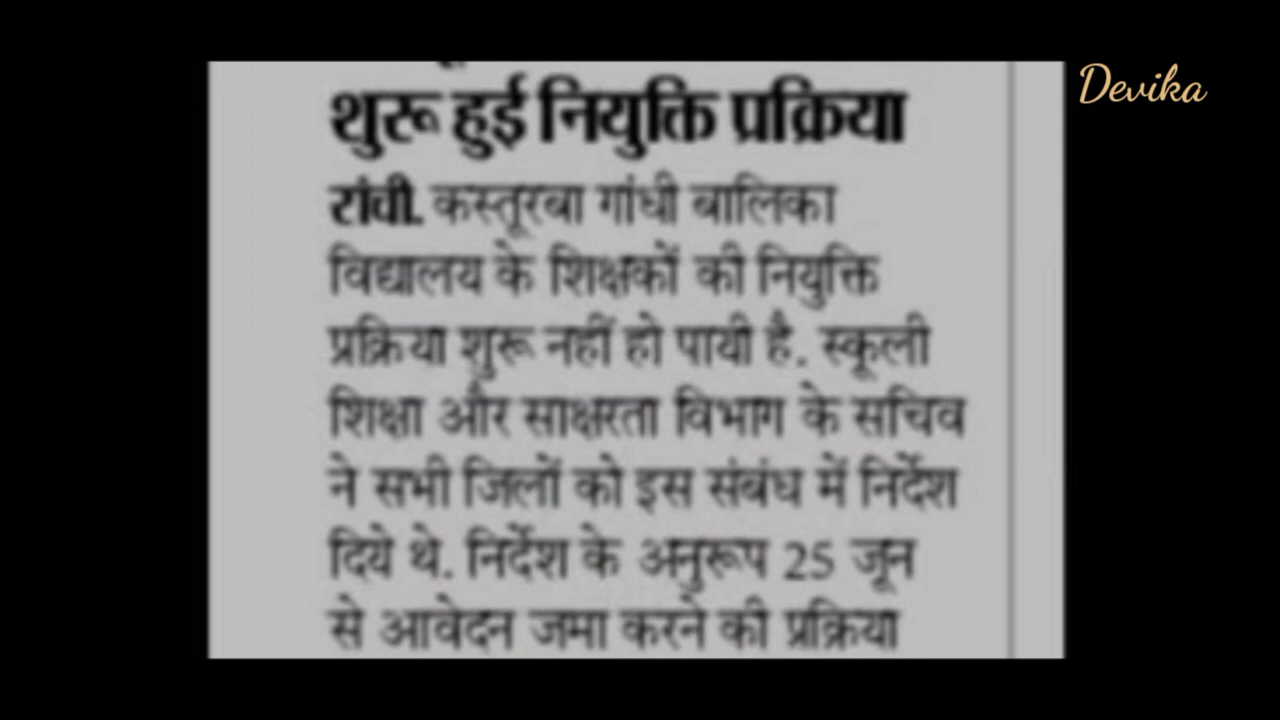 Devika
शुरू हुई नियुक्ति प्रक्रिया
रांची. कस्तूरबा गांधी बालिका
विद्यालय के शिक्षकों की नियुक्ति
प्रक्रिया शुरू नहीं हो पायी है. स्कूली
शिक्षा और साक्षरता विभाग के सचिव
ने सभी जिलों को इस संबंध में निर्देश
दिये थे. निर्देश के अनुरूप 25 जून
से आवेदन जमा करने की प्रक्रिया